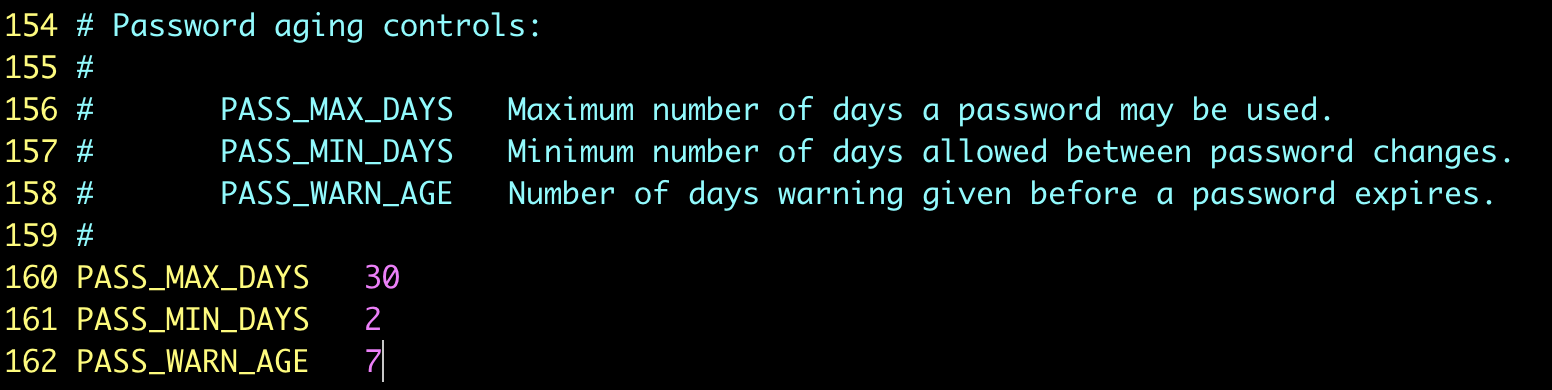 154 # Password aging controls:
155 #
156 #       PASS_MAX_DAYS   Maximum number of days a password may be used.
157 #       PASS_MIN_DAYS   Minimum number of days allowed between password changes.
158 #       PASS_WARN_AGE   Number of days warning given before a password expires.
159 #
160 PASS_MAX_DAYS   30
161 PASS_MIN_DAYS   2
162 PASS_WARN_AGE   7